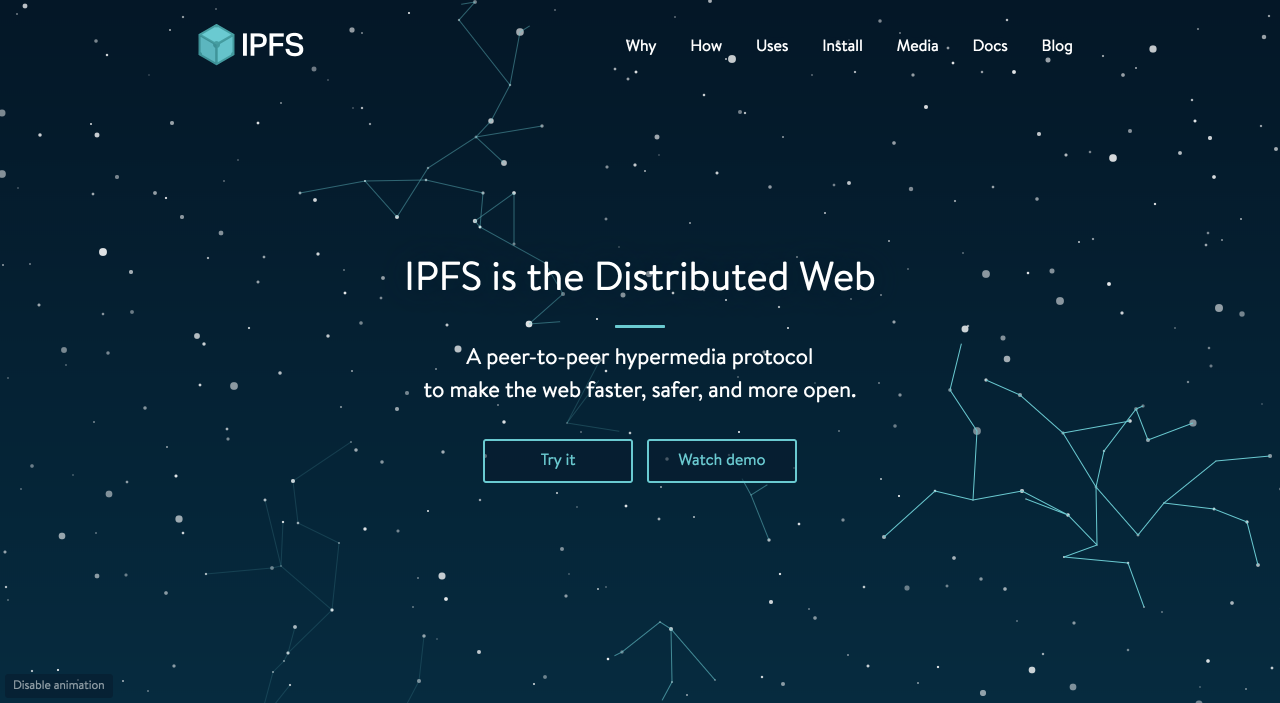 IPFS
Why How Uses Install Media Docs Blog
IPFS is the Distributed Web
A peer-to-peer hypermedia protocol
to make the web faster, safer, and more open.
Try it
Watch demo
Disable animation